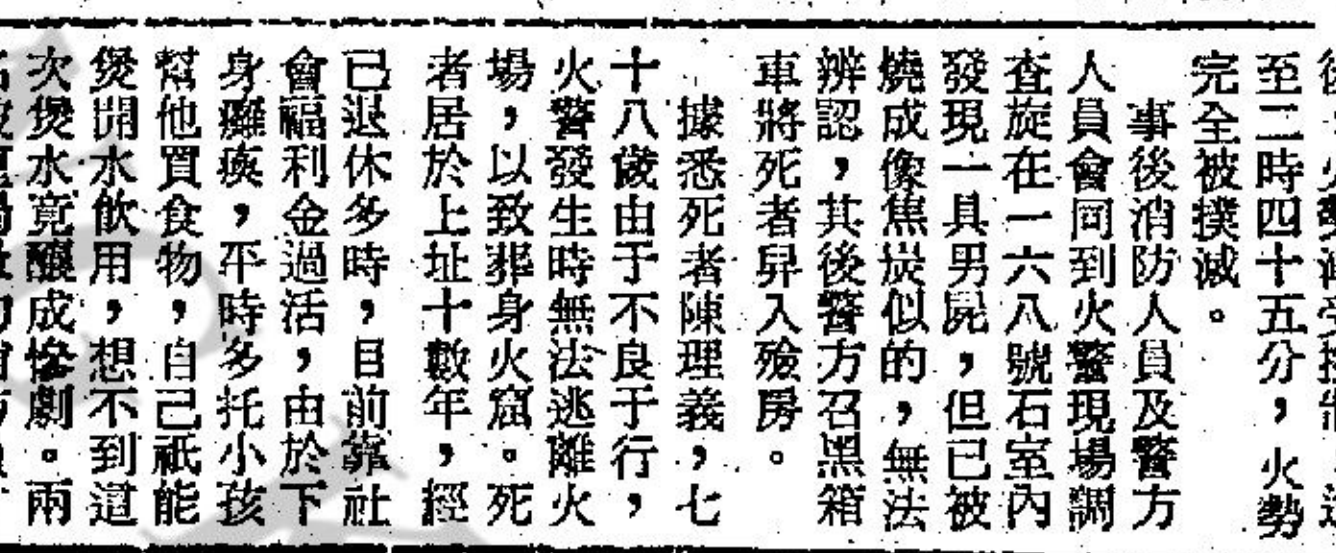 至二時四十五分，火勢
完全被撲滅。
事後消防人員及警方
人員會同到火警現場調
查旋在一六八號石室內
發現一具男屍，但已被
燒成像焦炭似的，無法
辨認，其後警方召黑箱
車將死者舁入殮房。
據悉死者陳理義，七
十八歲由于不良于行，
火警發生時無法逃離火
場，以致葬身火窟。死
者居於上址十數年，經
已退休多時，目前靠社
會福利金過活，由於下
身癱瘓，平時多托小孩
幫他買食物，自己祇能
煲開水飲用，想不到這
次煲水竟釀成慘劇。兩